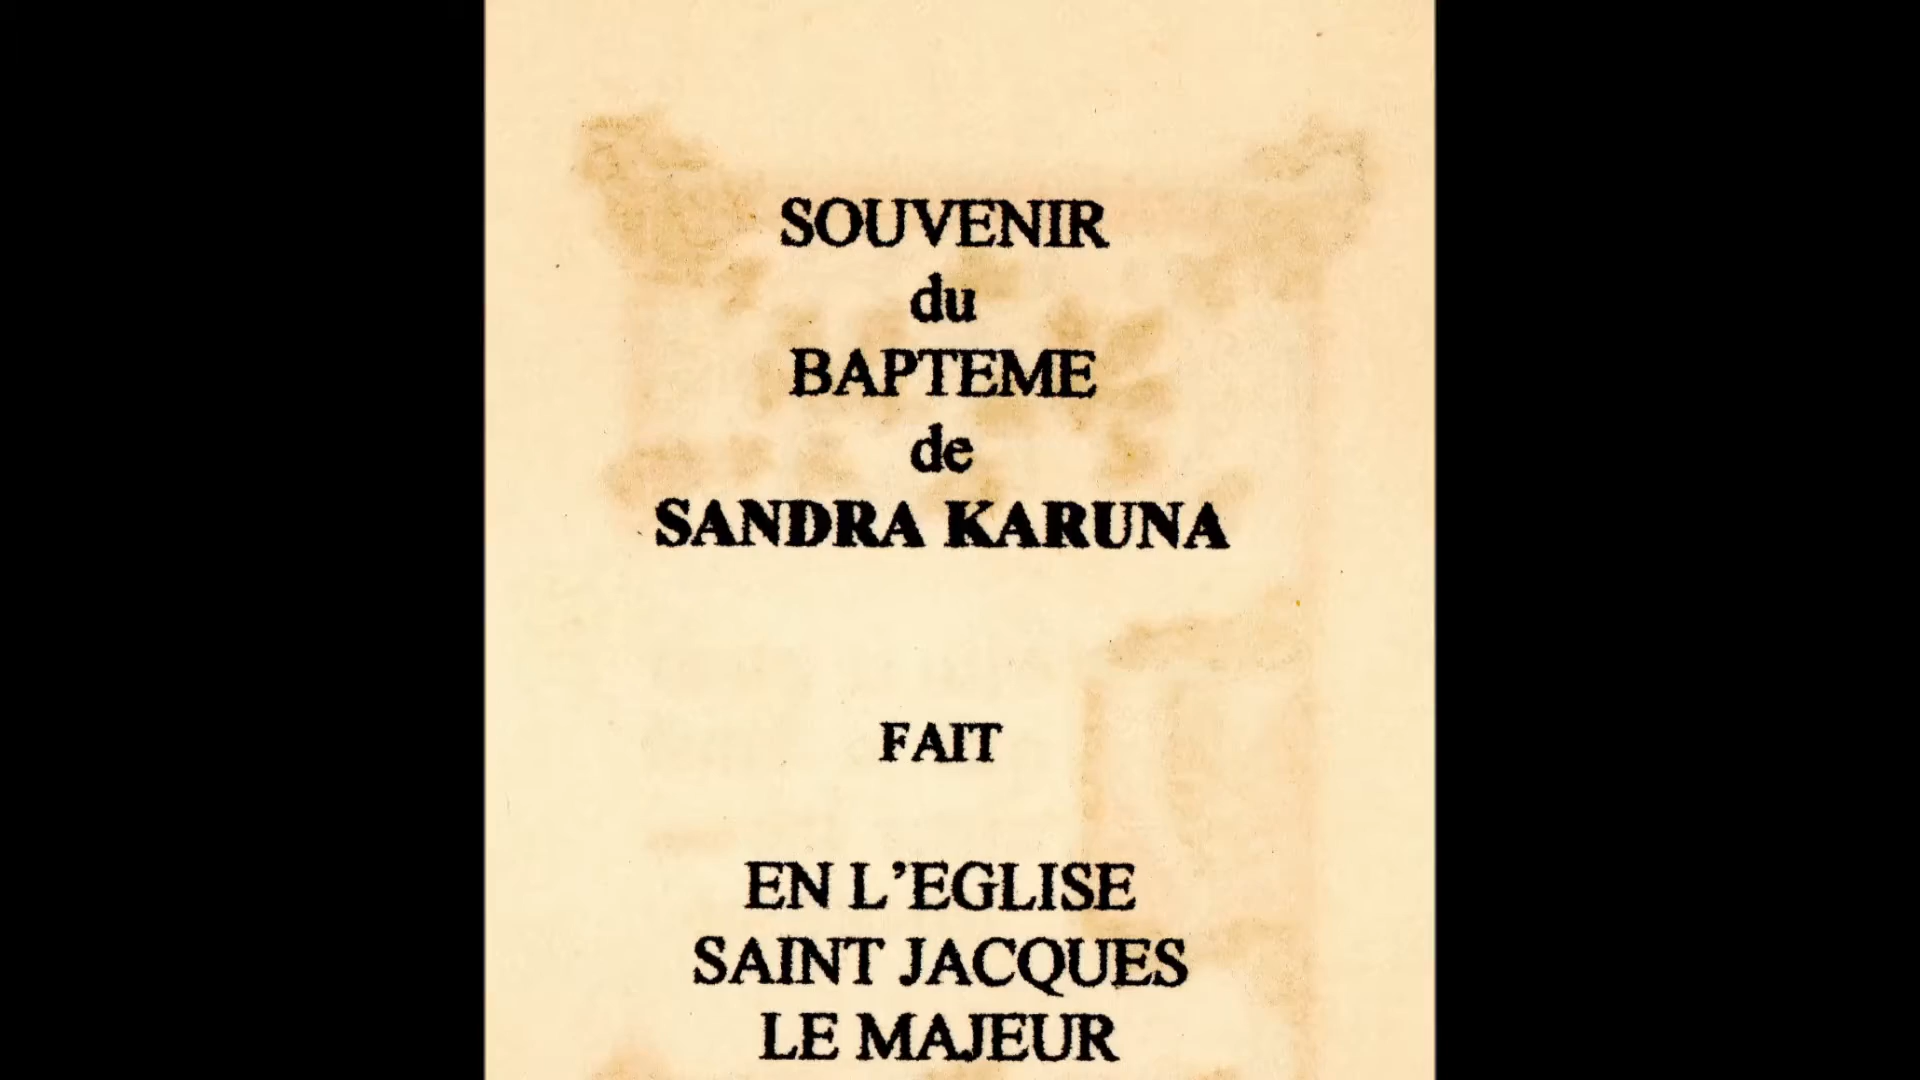 SOUVENIR
du
BAPTEME
de
SANDRA KARUNA
FAIT
EN L'EGLISE
SAINT JACQUES
LE MAJEUR